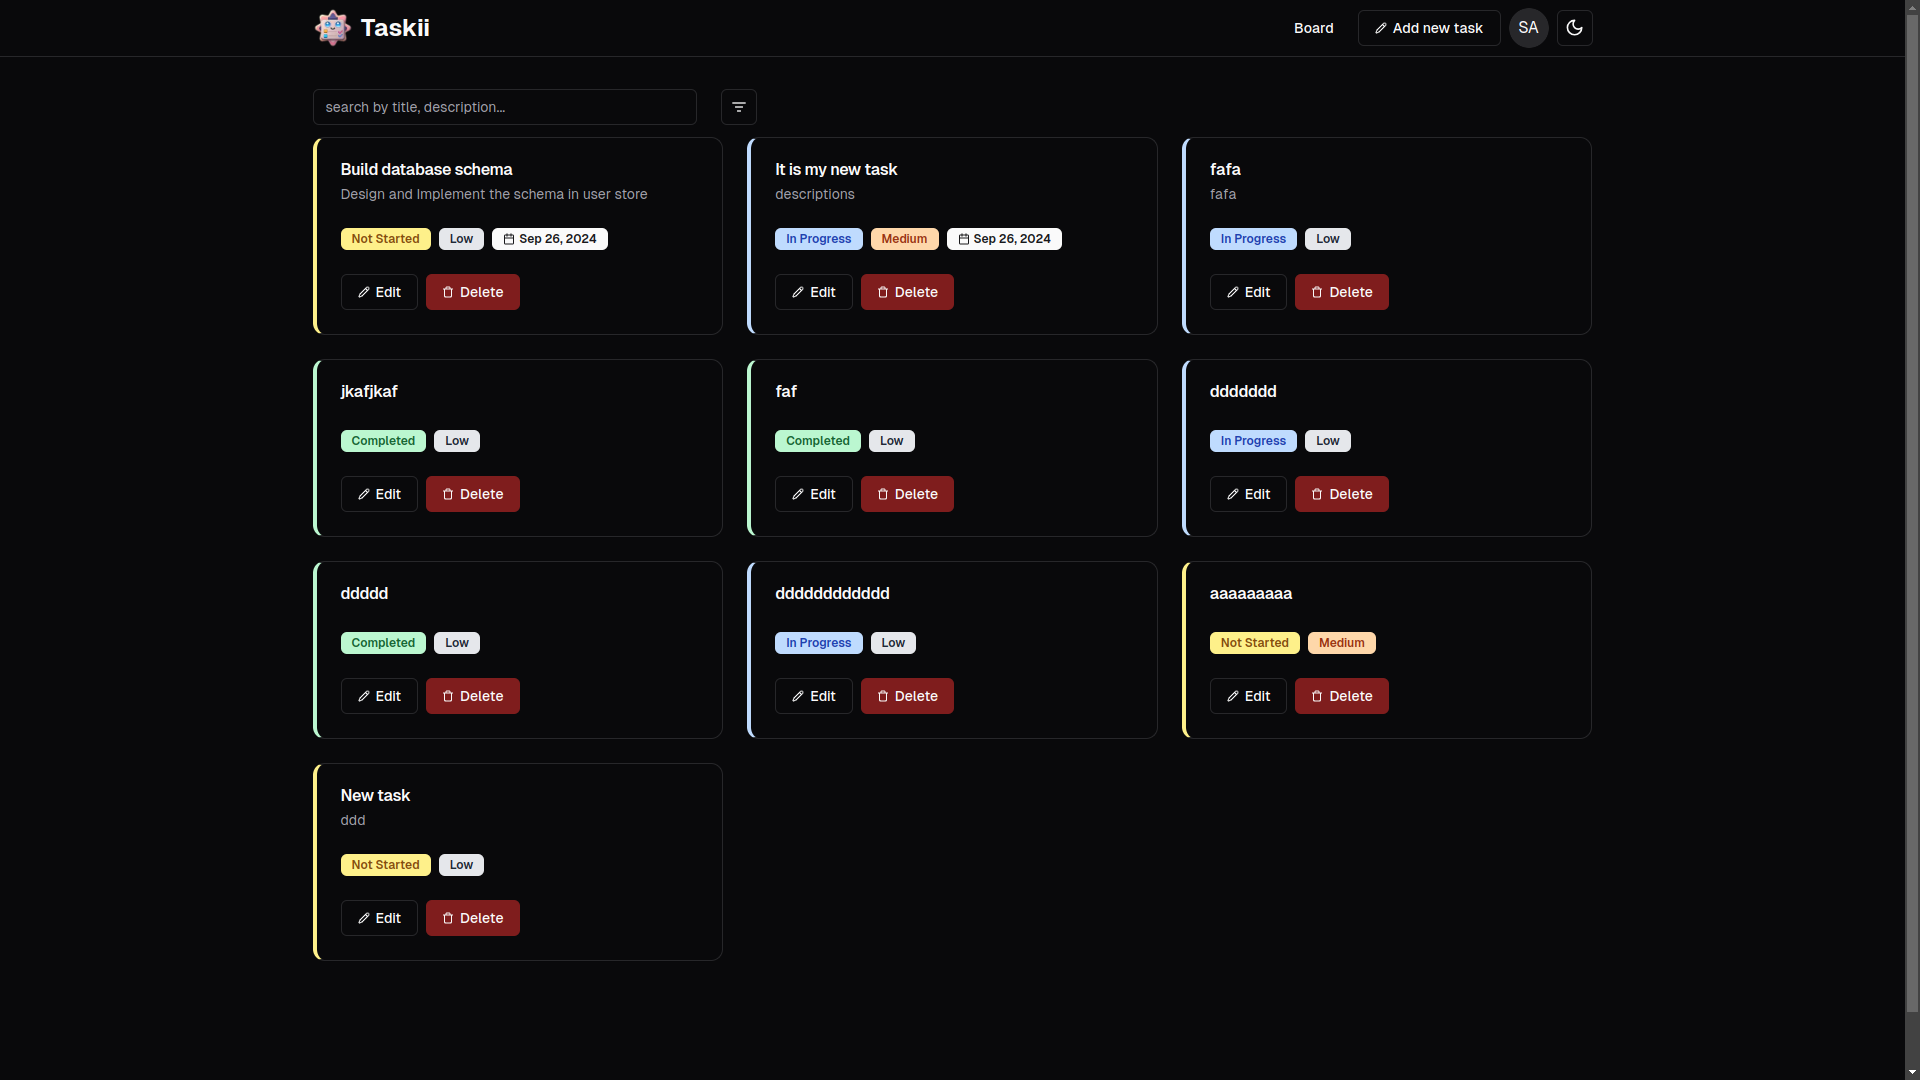 Taskii
Board
Add new task
SA
search by title, description...
Build database schema
Design and Implement the schema in user store
Not Started
Low
Sep 26, 2024
Edit
Delete
It is my new task
descriptions
In Progress
Medium
Sep 26, 2024
Edit
Delete
fafa
fafa
In Progress
Low
Edit
Delete
jkafjkaf
Completed
Low
Edit
Delete
faf
Completed
Low
Edit
Delete
ddddddd
In Progress
Low
Edit
Delete
ddddd
Completed
Low
Edit
Delete
dddddddddddd
In Progress
Low
Edit
Delete
aaaaaaaaa
Not Started
Medium
Edit
Delete
New task
ddd
Not Started
Low
Edit
Delete